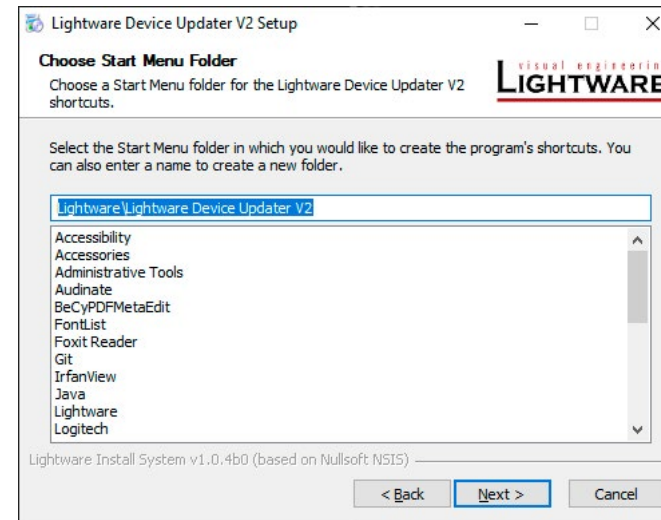 Lightware Device Updater V2 Setup
Choose Start Menu Folder
Choose a Start Menu folder for the Lightware Device Updater V2
shortcuts.
visual engineerin
LIGHTWARE
Select the Start Menu folder in which you would like to create the program's shortcuts. You
can also enter a name to create a new folder.
Lightware\Lightware Device Updater V2
Accessibility
Accessories
Administrative Tools
Audinate
BeCyPDFMetaEdit
FontList
Foxit Reader
Git
IrfanView
Java
Lightware
Logitech
Lightware Install System v1.0.4b0 (based on Nullsoft NSIS)
< Back
Next >
Cancel